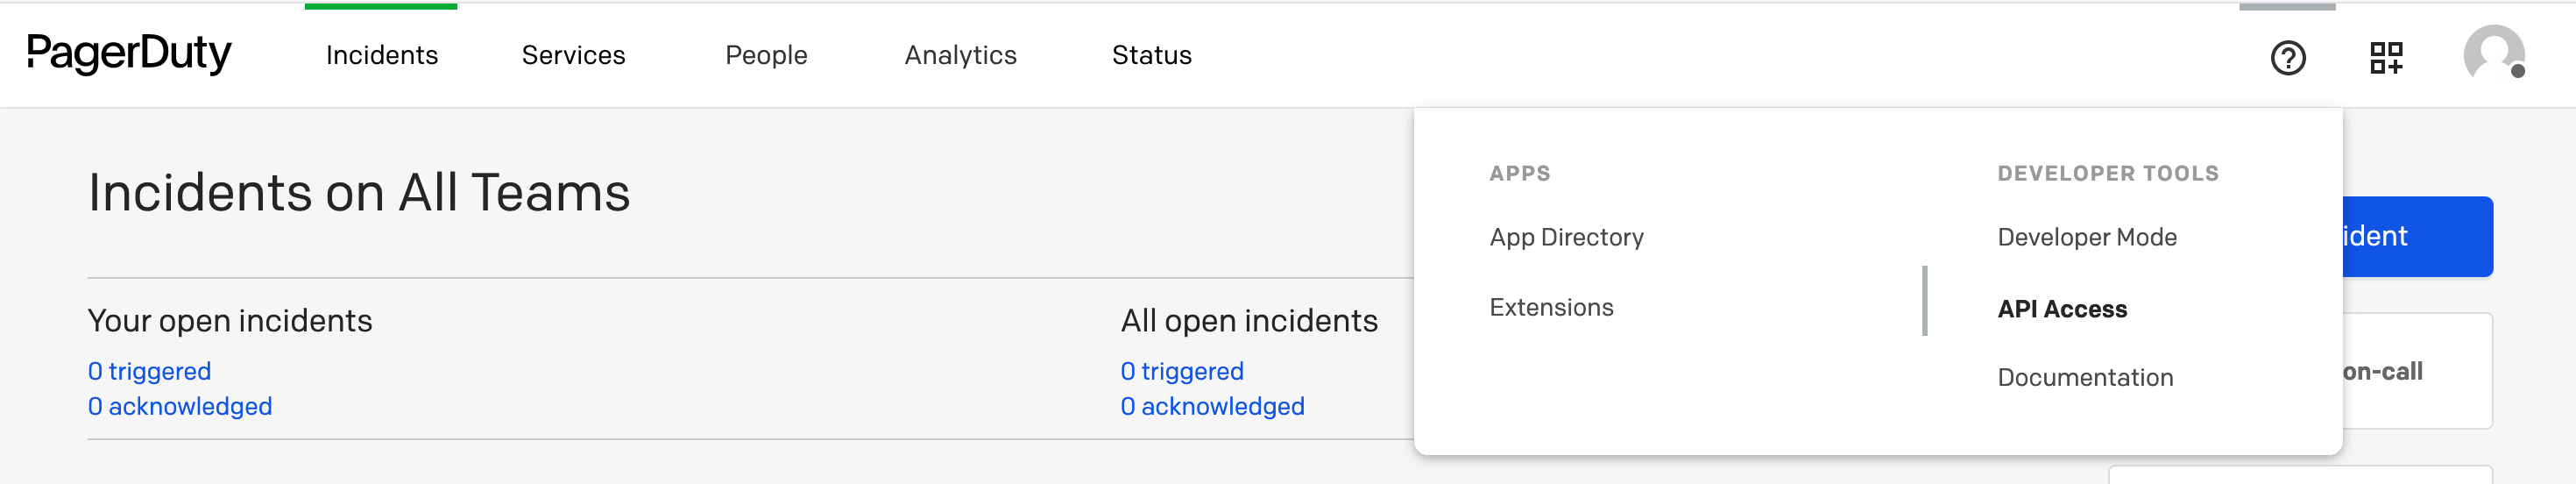 PagerDuty
Incidents
Services
People
Analytics
Status
Incidents on All Teams
Your open incidents
0 triggered
0 acknowledged
All open incidents
0 triggered
0 acknowledged
APPS
App Directory
Extensions
DEVELOPER TOOLS
Developer Mode
API Access
Documentation
ident
on-call